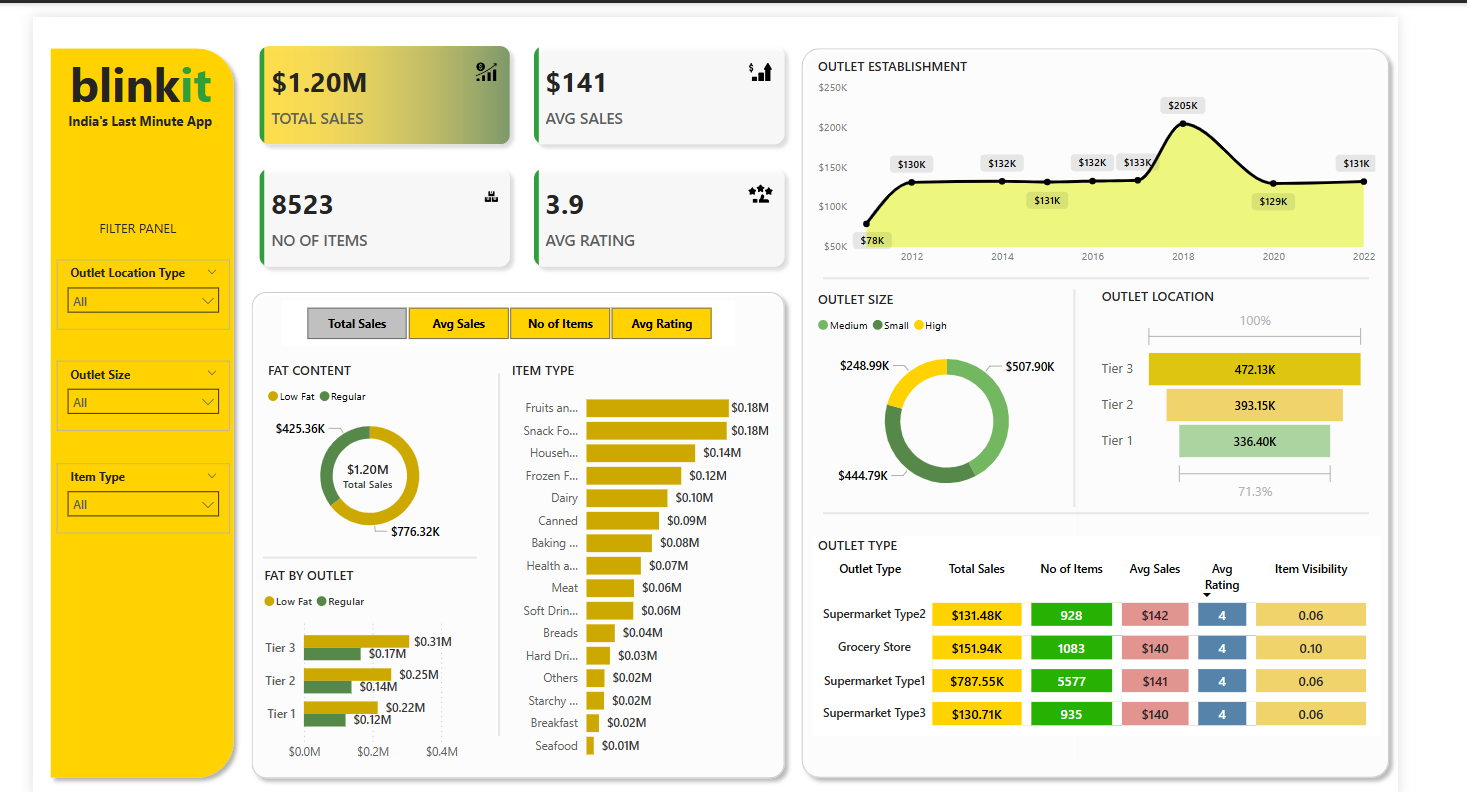 blinkit
India's Last Minute App
FILTER PANEL
Outlet Location Type
All
Outlet Size
All
Item Type
All
$1.20M
TOTAL SALES
$141
AVG SALES
8523
NO OF ITEMS
3.9
AVG RATING
Total Sales
Avg Sales
No of Items
Avg Rating
FAT CONTENT
Low Fat Regular
$425.36K
$1.20M
Total Sales
$776.32K
FAT BY OUTLET
Low Fat Regular
Tier 3 $0.31M
$0.17M
Tier 2 $0.25M
$0.14M
Tier 1 $0.22M
$0.12M
$0.0M $0.2M $0.4M
ITEM TYPE
Fruits an... $0.18M
Snack Fo... $0.18M
Househ... $0.14M
Frozen F... $0.12M
Dairy $0.10M
Canned $0.09M
Baking ... $0.08M
Health a... $0.07M
Meat $0.06M
Soft Drin... $0.06M
Breads $0.04M
Hard Dri... $0.03M
Others $0.02M
Starchy ... $0.02M
Breakfast $0.02M
Seafood $0.01M
OUTLET ESTABLISHMENT
$250K
$200K
$150K
$100K
$50K
$78K
$130K
$132K
$131K
$132K
$133K
$205K
$129K
$131K
2012 2014 2016 2018 2020 2022
OUTLET SIZE
Medium Small High
$248.99K
$507.90K
$444.79K
OUTLET LOCATION
100%
Tier 3 472.13K
Tier 2 393.15K
Tier 1 336.40K
71.3%
OUTLET TYPE
Outlet Type Total Sales No of Items Avg Sales Avg Rating Item Visibility
Supermarket Type2 $131.48K 928 $142 4 0.06
Grocery Store $151.94K 1083 $140 4 0.10
Supermarket Type1 $787.55K 5577 $141 4 0.06
Supermarket Type3 $130.71K 935 $140 4 0.06